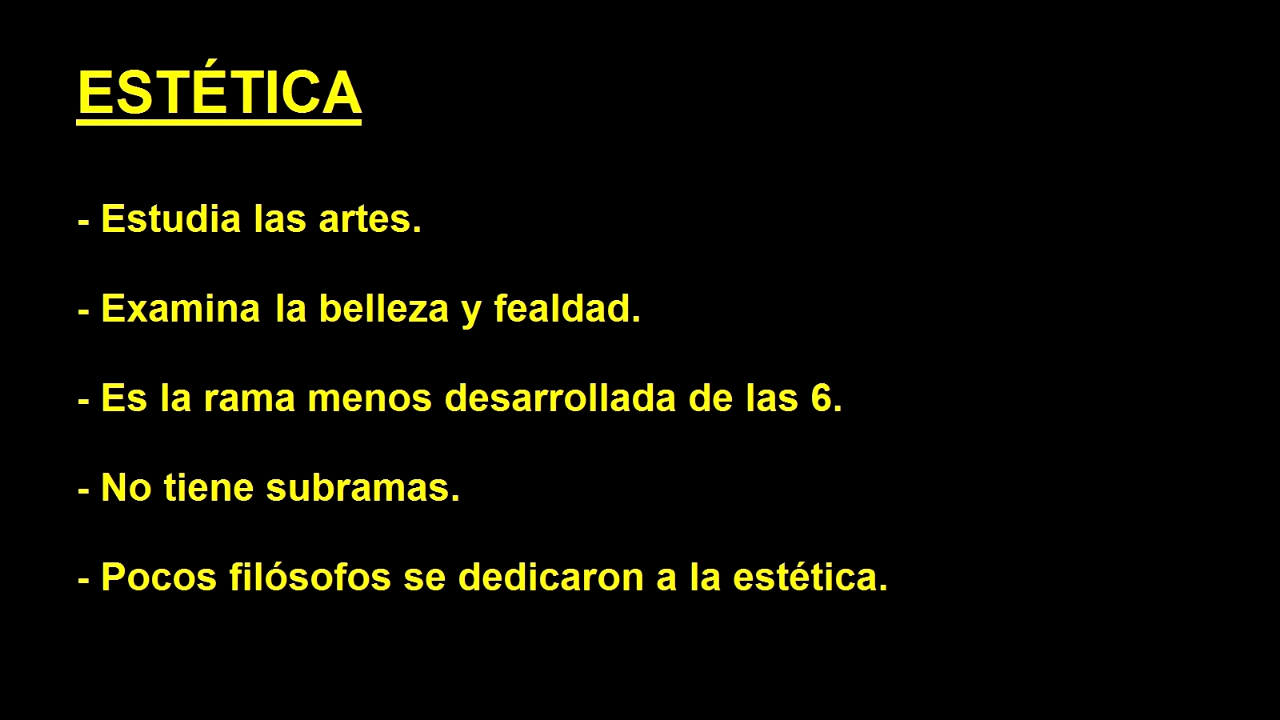 ESTÉTICA
- Estudia las artes.
- Examina la belleza y fealdad.
- Es la rama menos desarrollada de las 6.
- No tiene subramas.
- Pocos filósofos se dedicaron a la estética.